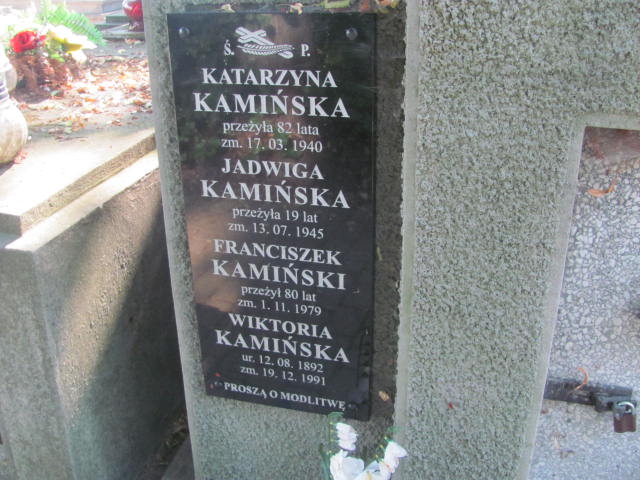 Ś. P.
KATARZYNA
KAMIŃSKA
przeżyła 82 lata
zm. 17. 03. 1940
JADWIGA
KAMIŃSKA
przeżyła 19 lat
zm. 13. 07. 1945
FRANCISZEK
KAMIŃSKI
przeżył 80 lat
zm. 1. 11. 1979
WIKTORIA
KAMIŃSKA
ur. 12. 08. 1892
zm. 19. 12. 1991
PROSZĄ O MODLITWĘ